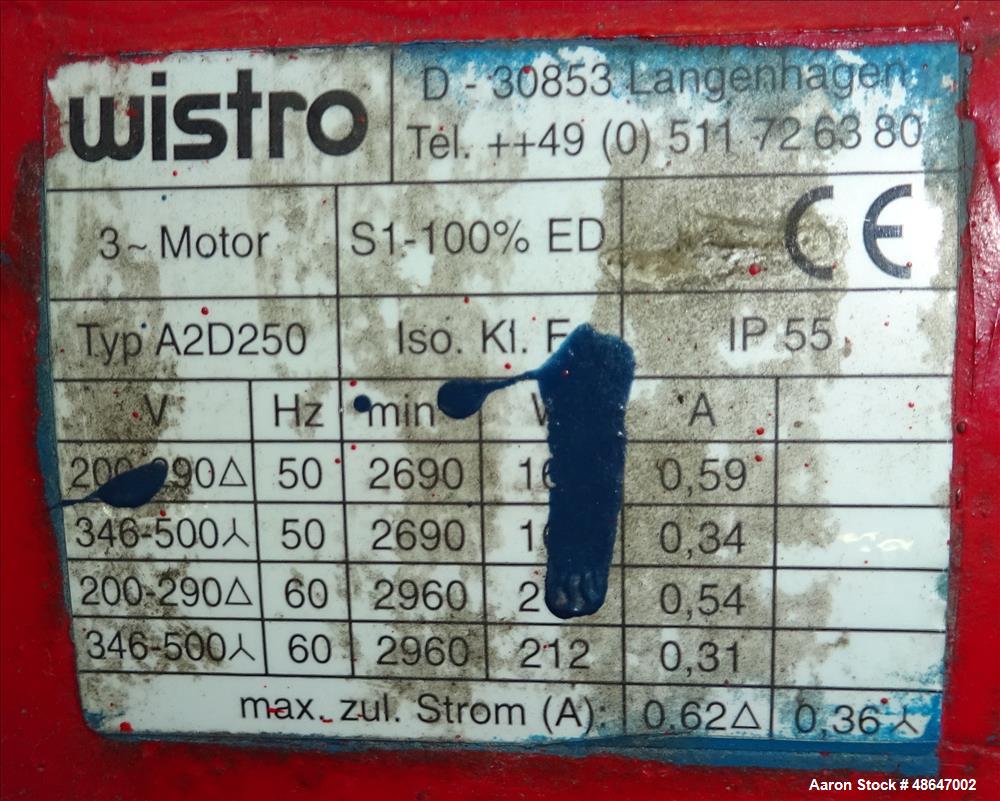 wistro
D - 30853 Langenhagen
Tel. ++49 (0) 511 72 63 80
3~ Motor S1-100% ED CE
Typ A2D250 Iso. Kl. F IP 55
V Hz min A
50 2690 0,59
346-500⅄ 50 2690 0,34
200-290△ 60 2960 0,54
346-500⅄ 60 2960 212 0,31
max. zul. Strom (A): 0,62△ 0,36⅄
Aaron Stock # 48647002